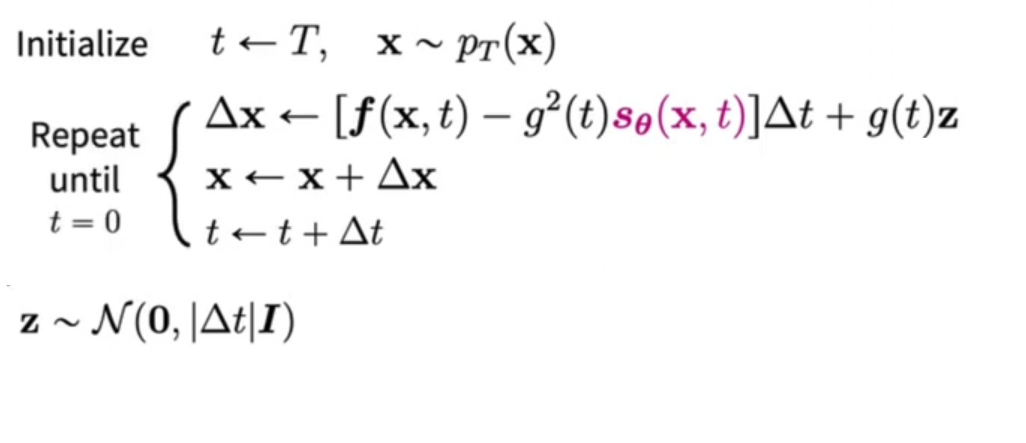 Initialize t ← T, x ∼ p_T(x)
Repeat until t = 0
Δx ← [f(x, t) − g²(t)s_θ(x, t)]Δt + g(t)z
x ← x + Δx
t ← t + Δt
z ∼ 𝒩(0, |Δt|I)